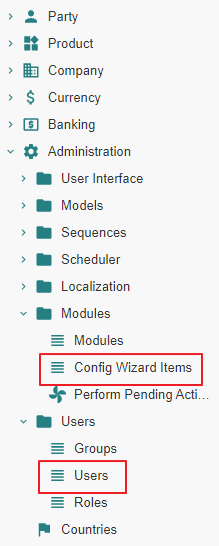 Party
Product
Company
Currency
Banking
Administration
User Interface
Models
Sequences
Scheduler
Localization
Modules
Modules
Config Wizard Items
Perform Pending Acti...
Users
Groups
Users
Roles
Countries